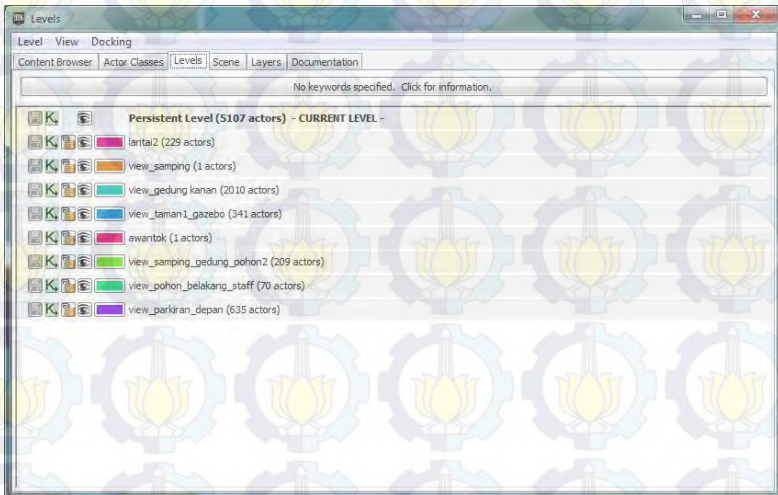 Levels
Level View Docking
Content Browser Actor Classes Levels Scene Layers Documentation
No keywords specified. Click for information.
Persistent Level (5107 actors) - CURRENT LEVEL -
lantai2 (229 actors)
view_samping (1 actors)
view_gedung kanan (2010 actors)
view_taman1_gazebo (341 actors)
awantok (1 actors)
view_samping_gedung_pohon2 (209 actors)
view_pohon_belakang_staff (70 actors)
view_parkiran_depan (635 actors)